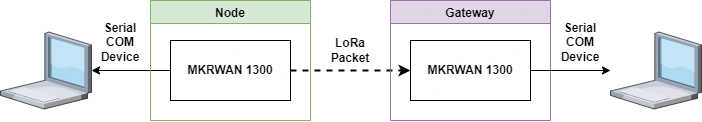 Node
Gateway
Serial
COM
Device
MKRWAN 1300
LoRa
Packet
MKRWAN 1300
Serial
COM
Device